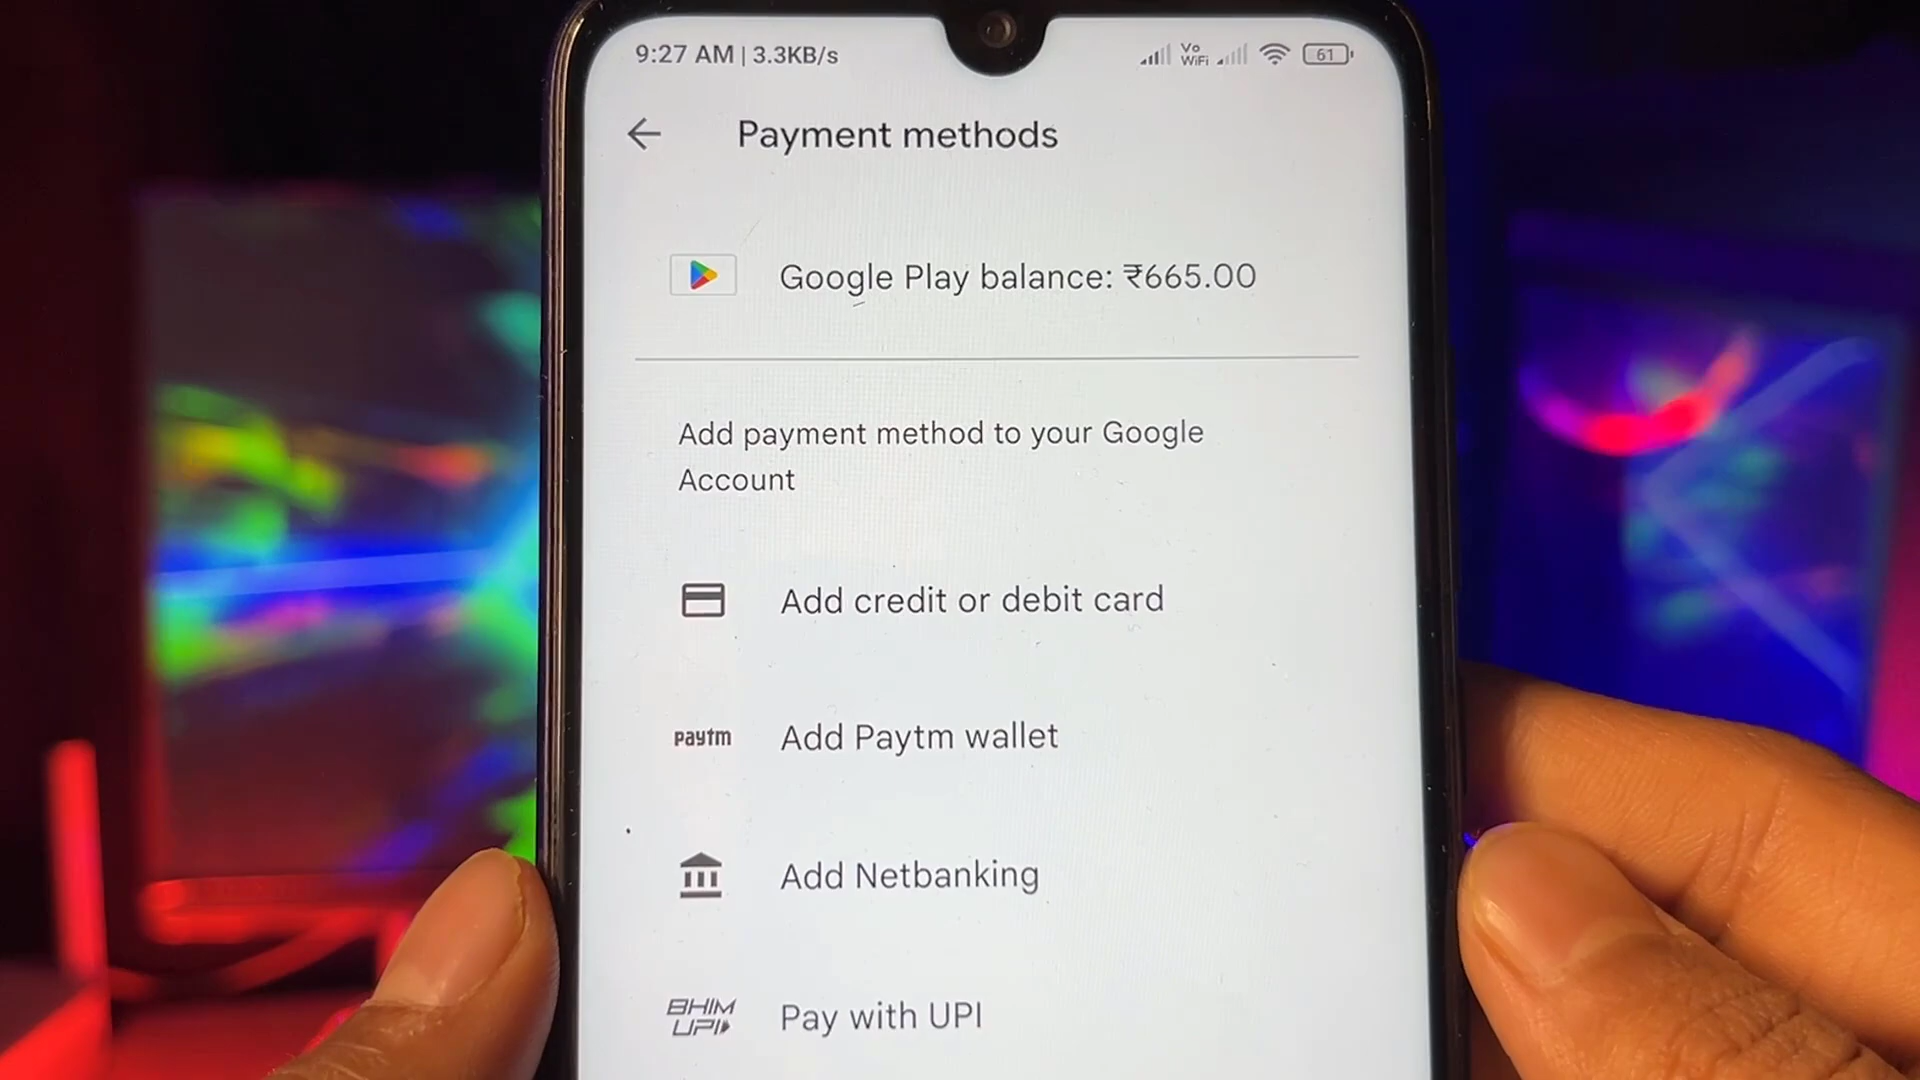 9:27 AM | 3.3KB/s Vo WiFi 61
Payment methods
Google Play balance: ₹665.00
Add payment method to your Google
Account
Add credit or debit card
paytm Add Paytm wallet
Add Netbanking
BHIM UPI Pay with UPI